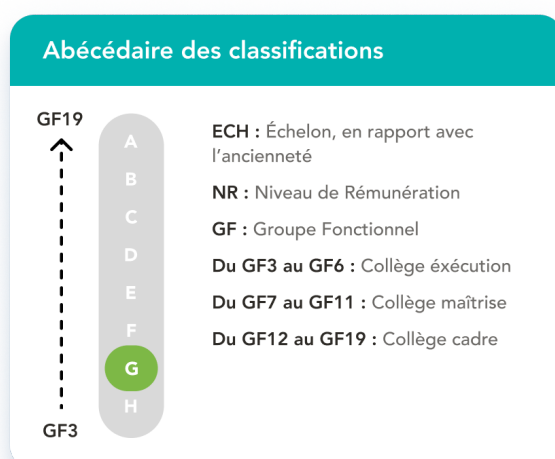 Abécédaire des classifications
GF19
A
B
C
D
E
F
G
H
GF3
ECH : Échelon, en rapport avec
l'ancienneté
NR : Niveau de Rémunération
GF : Groupe Fonctionnel
Du GF3 au GF6 : Collège éxécution
Du GF7 au GF11 : Collège maîtrise
Du GF12 au GF19 : Collège cadre